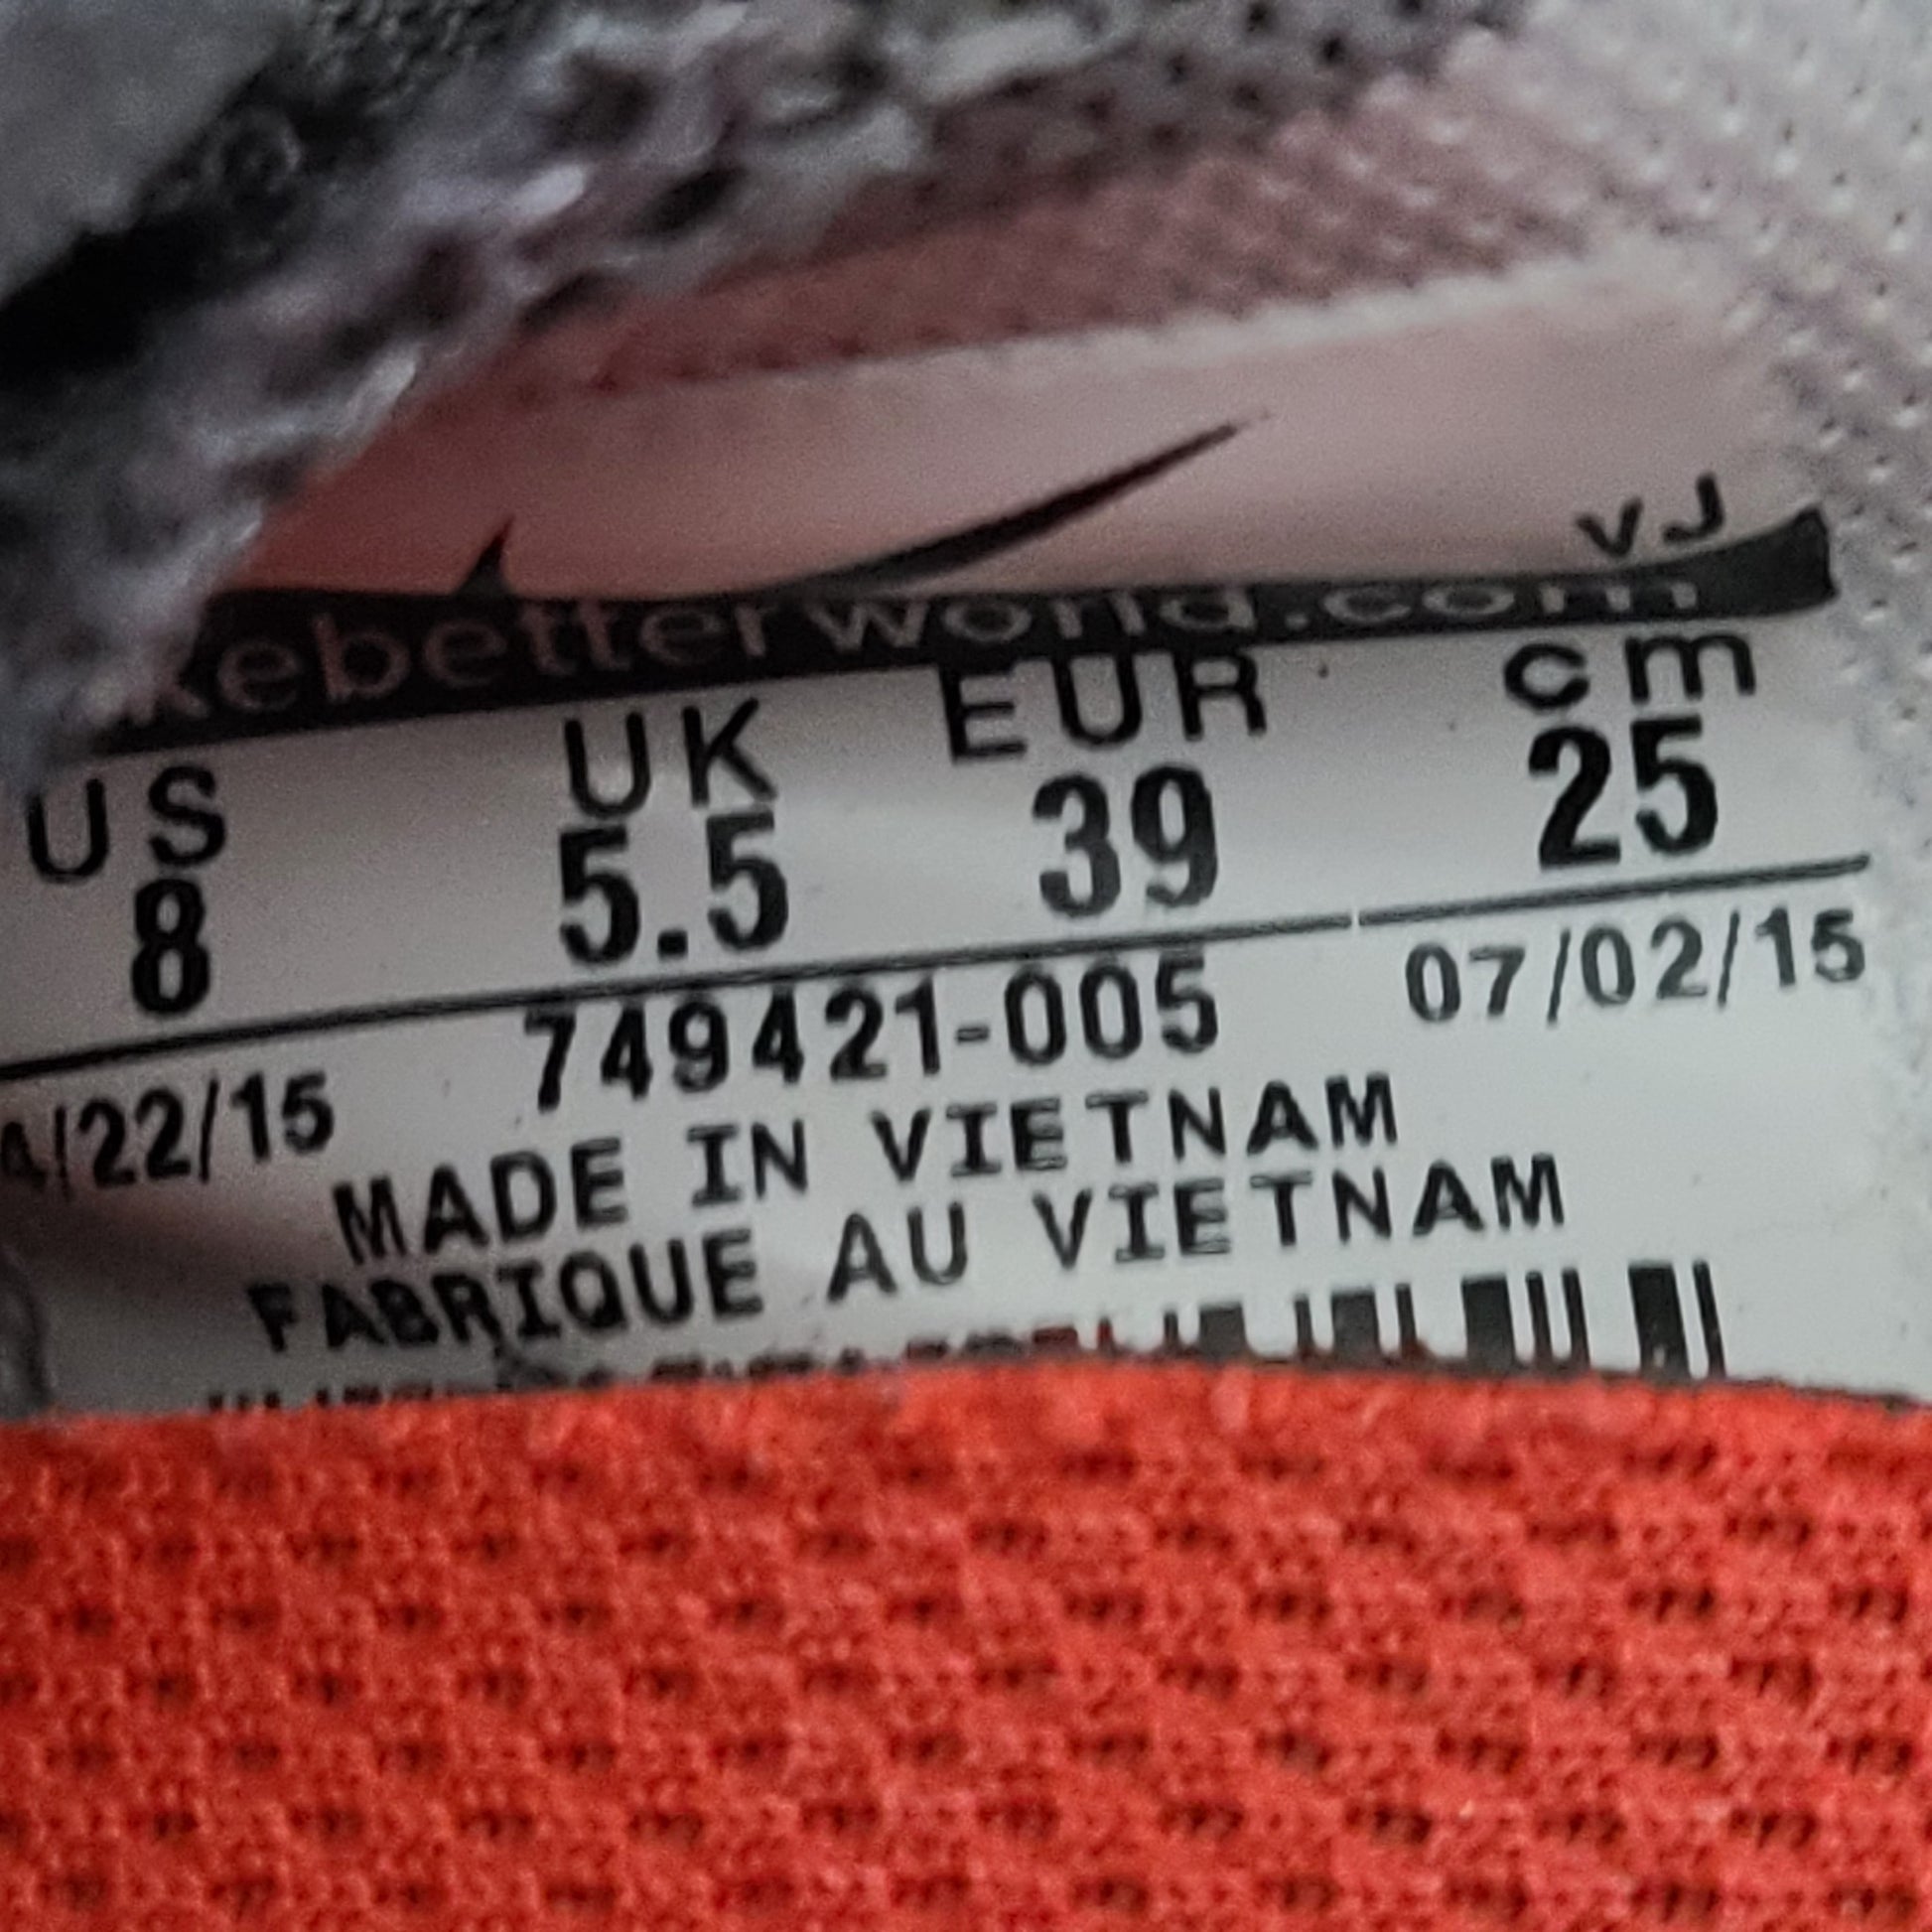 VJ
kebetterworld.com
US UK EUR cm
8 5.5 39 25
4/22/15 749421-005 07/02/15
MADE IN VIETNAM
FABRIQUE AU VIETNAM